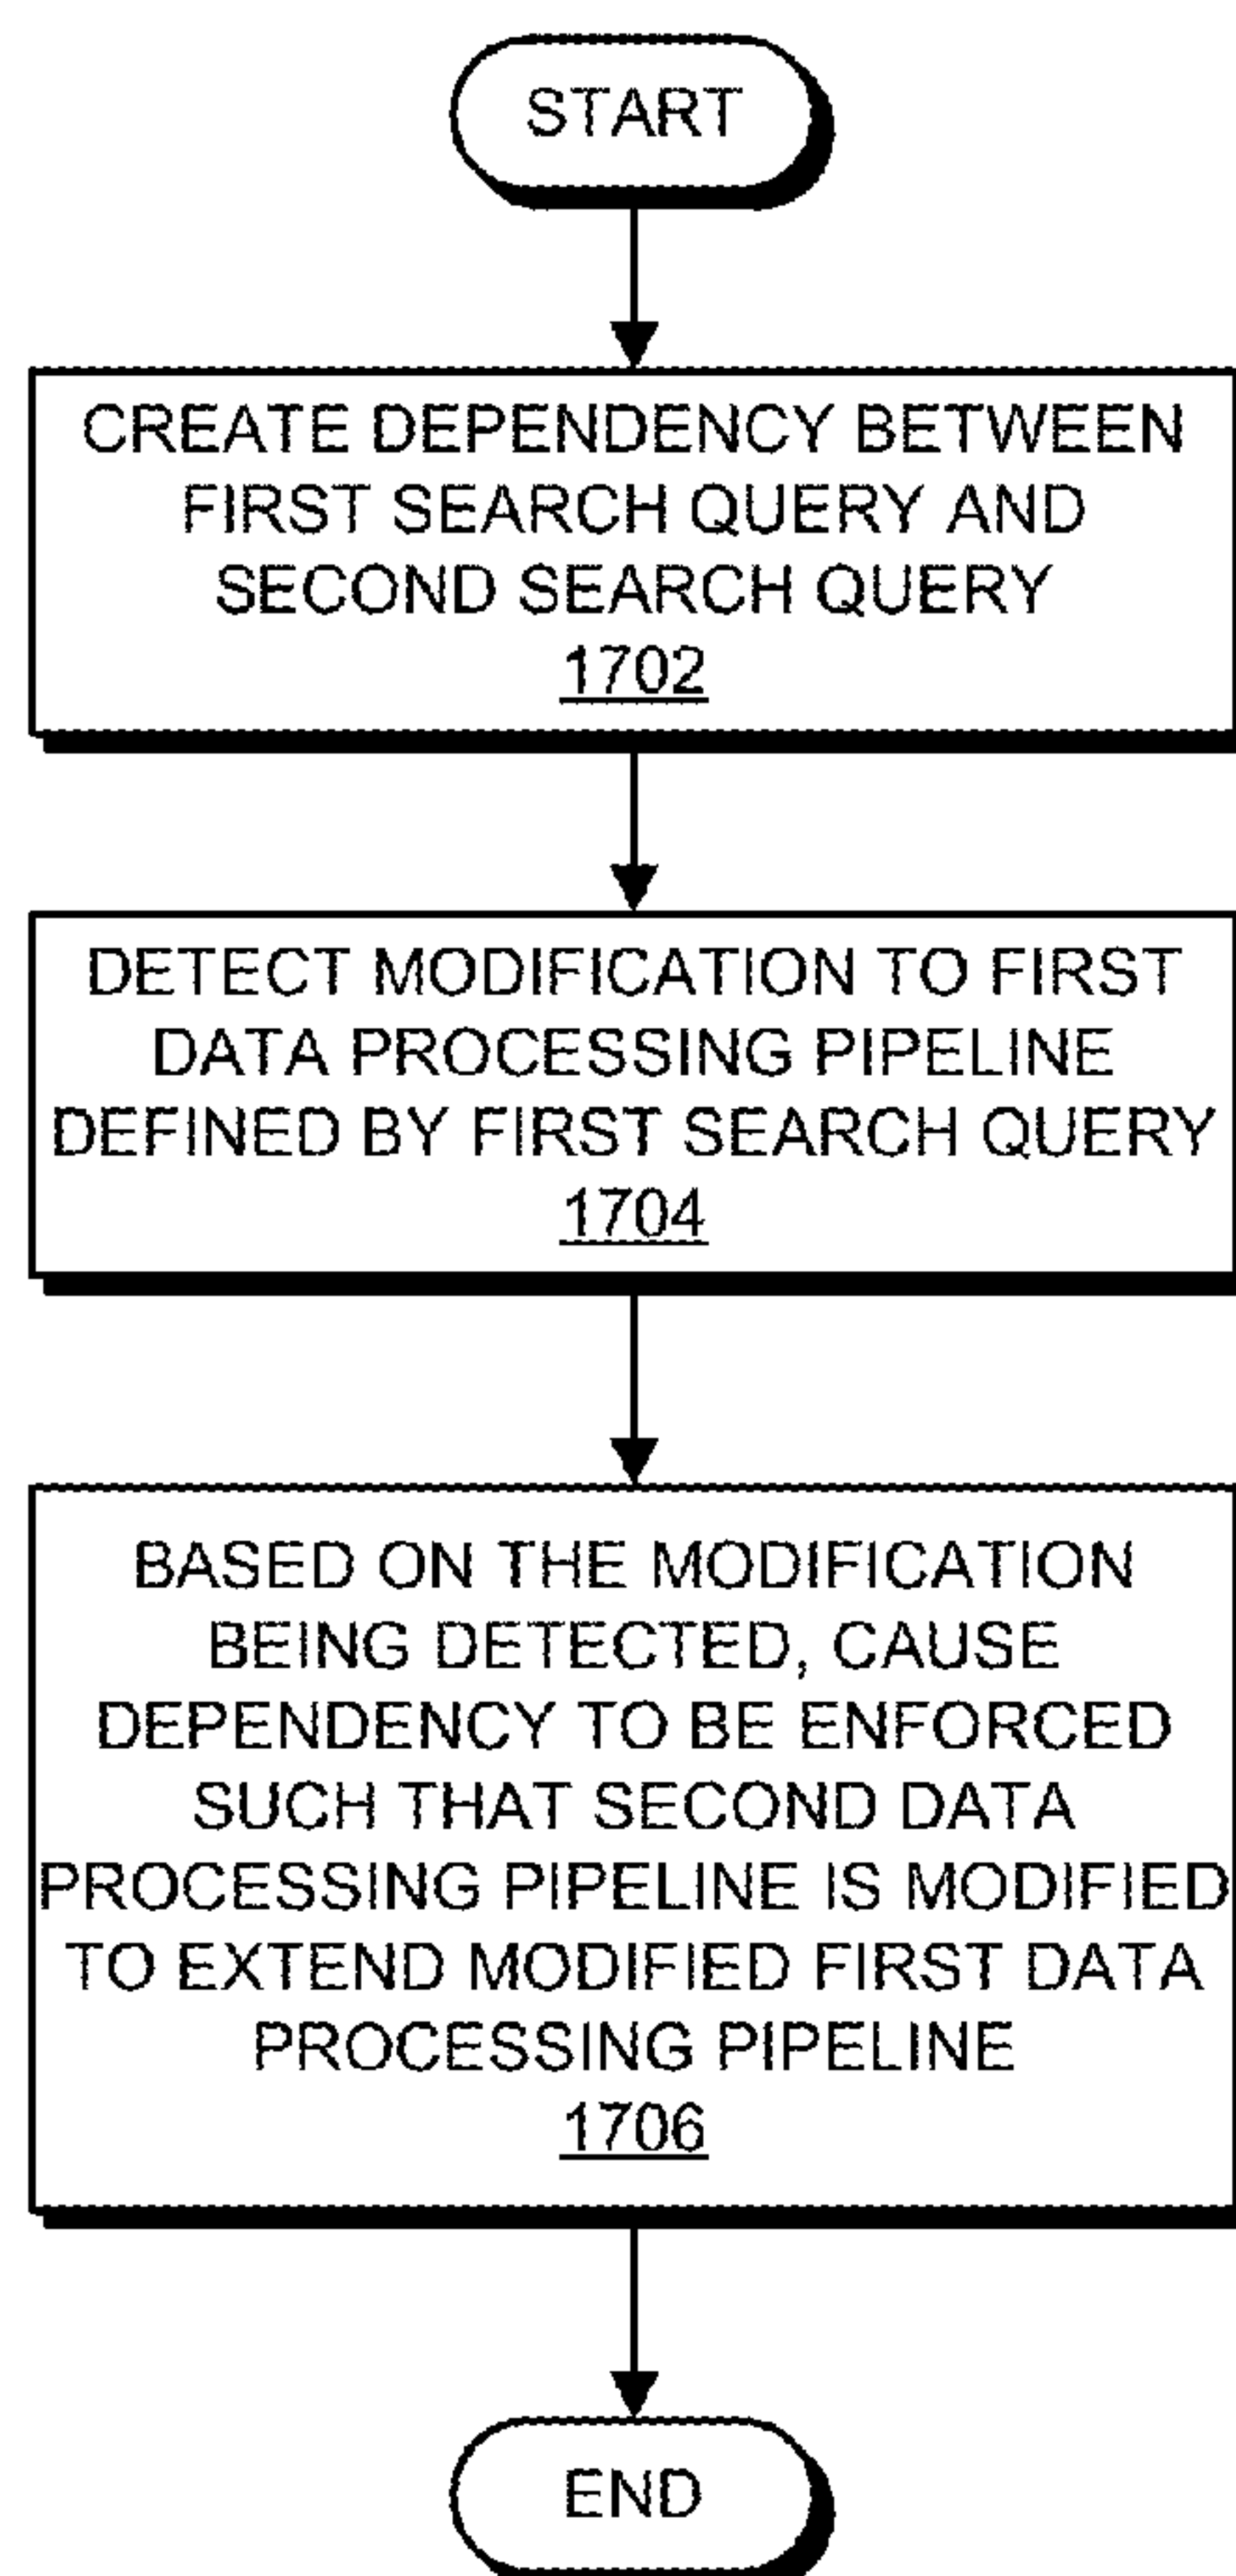 START
CREATE DEPENDENCY BETWEEN
FIRST SEARCH QUERY AND
SECOND SEARCH QUERY
1702
DETECT MODIFICATION TO FIRST
DATA PROCESSING PIPELINE
DEFINED BY FIRST SEARCH QUERY
1704
BASED ON THE MODIFICATION
BEING DETECTED, CAUSE
DEPENDENCY TO BE ENFORCED
SUCH THAT SECOND DATA
PROCESSING PIPELINE IS MODIFIED
TO EXTEND MODIFIED FIRST DATA
PROCESSING PIPELINE
1706
END